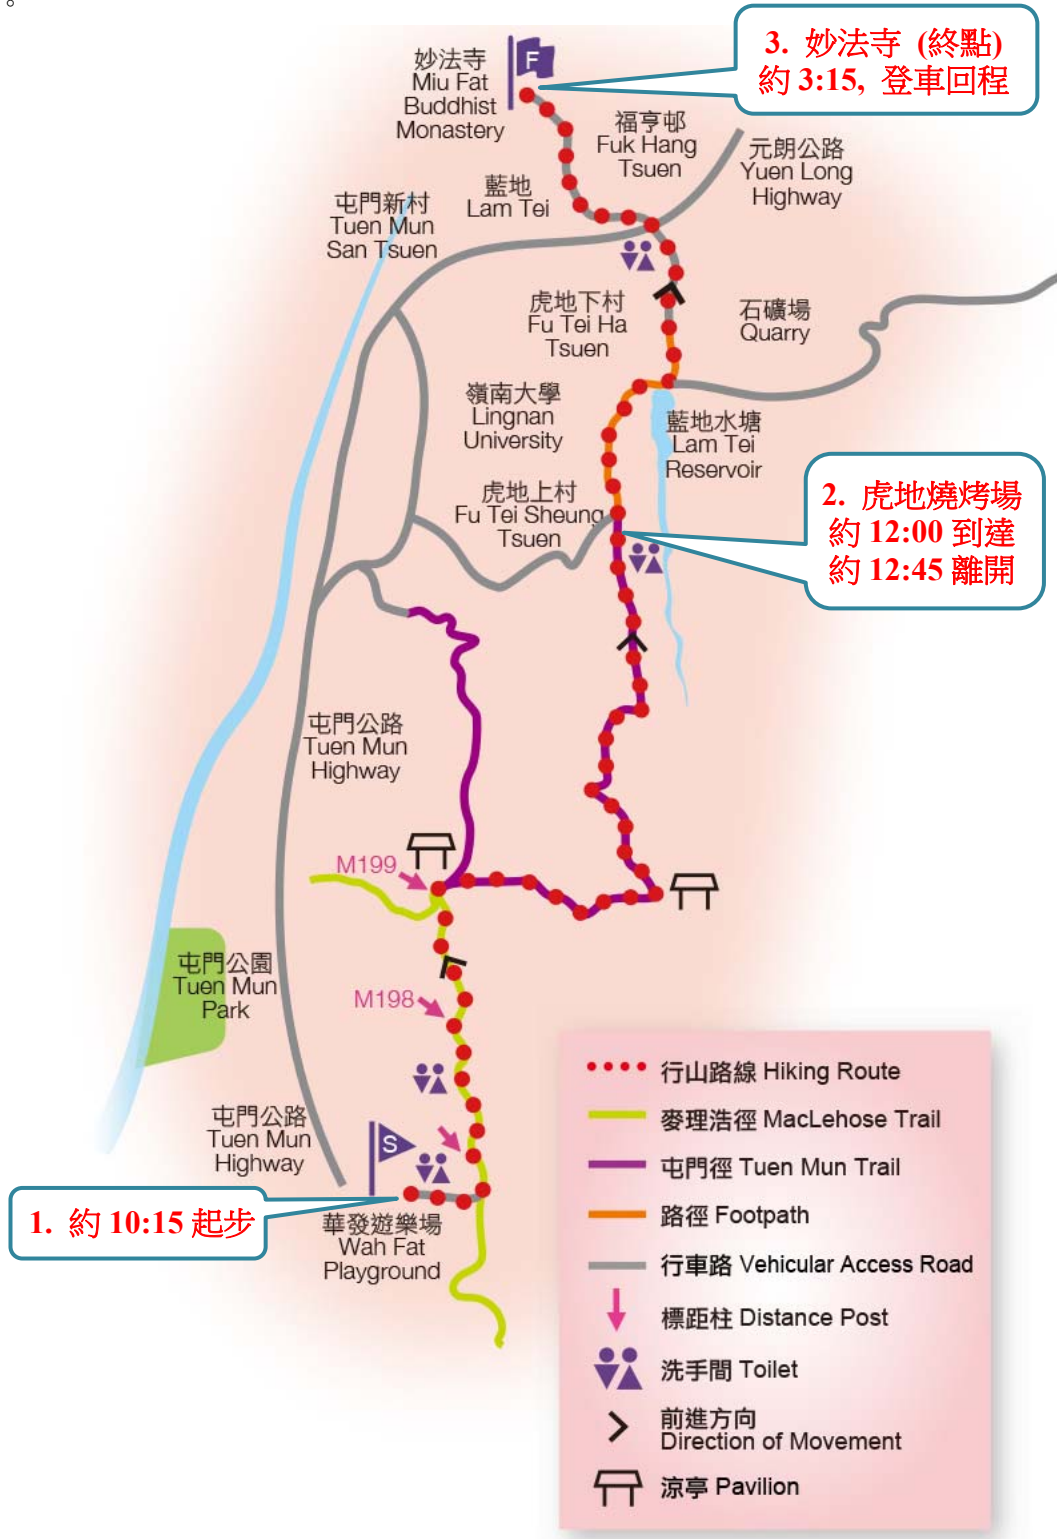 。
3. 妙法寺 (終點)
約 3:15, 登車回程
妙法寺
Miu Fat
Buddhist
Monastery
F
福亨邨
Fuk Hang
Tsuen
元朗公路
Yuen Long
Highway
藍地
Lam Tei
屯門新村
Tuen Mun
San Tsuen
虎地下村
Fu Tei Ha
Tsuen
石礦場
Quarry
嶺南大學
Lingnan
University
藍地水塘
Lam Tei
Reservoir
虎地上村
Fu Tei Sheung
Tsuen
2. 虎地燒烤場
約 12:00 到達
約 12:45 離開
屯門公路
Tuen Mun
Highway
M199
屯門公園
Tuen Mun
Park
M198
屯門公路
Tuen Mun
Highway
S
1. 約 10:15 起步
華發遊樂場
Wah Fat
Playground
行山路線 Hiking Route
麥理浩徑 MacLehose Trail
屯門徑 Tuen Mun Trail
路徑 Footpath
行車路 Vehicular Access Road
標距柱 Distance Post
洗手間 Toilet
前進方向
Direction of Movement
涼亭 Pavilion